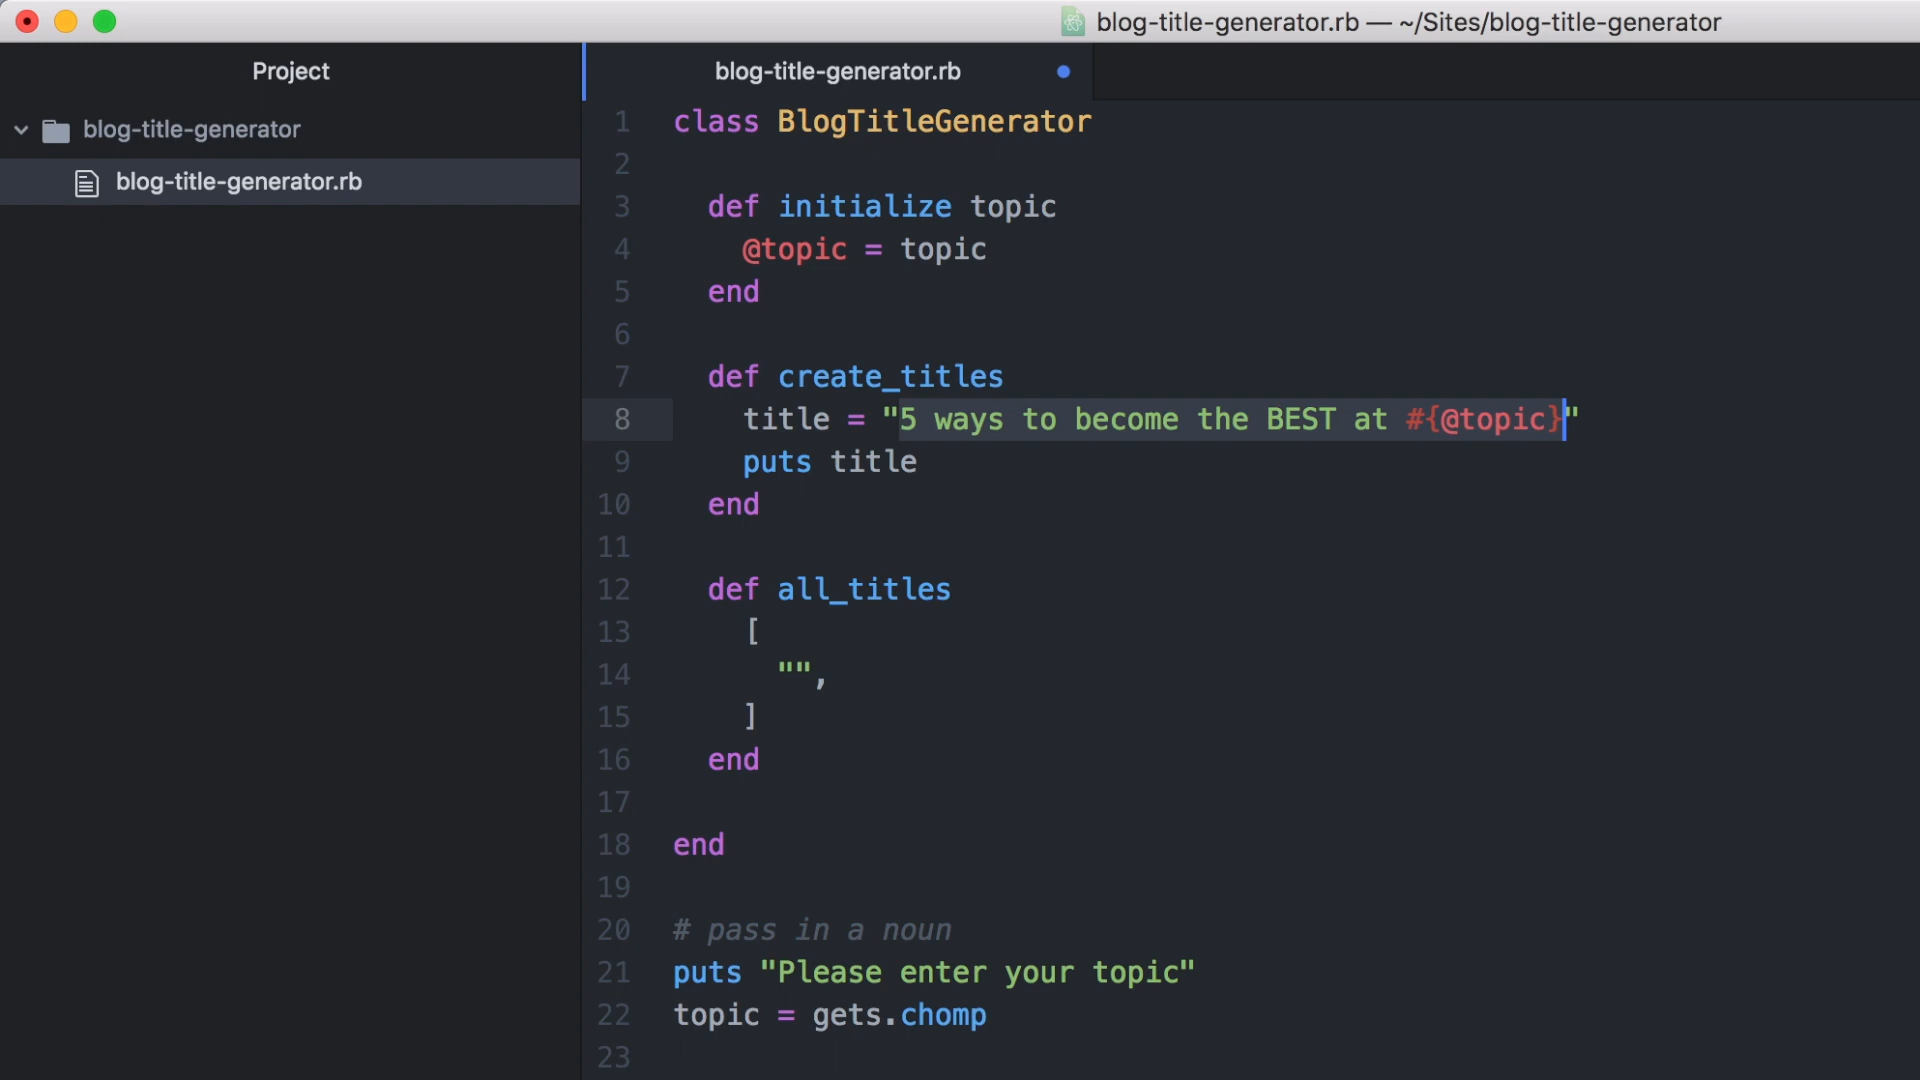 blog-title-generator.rb — ~/Sites/blog-title-generator
Project
blog-title-generator
blog-title-generator.rb
blog-title-generator.rb
1 class BlogTitleGenerator
2
3   def initialize topic
4     @topic = topic
5   end
6
7   def create_titles
8     title = "5 ways to become the BEST at #{@topic}"
9     puts title
10   end
11
12   def all_titles
13     [
14       "",
15     ]
16   end
17
18 end
19
20 # pass in a noun
21 puts "Please enter your topic"
22 topic = gets.chomp
23